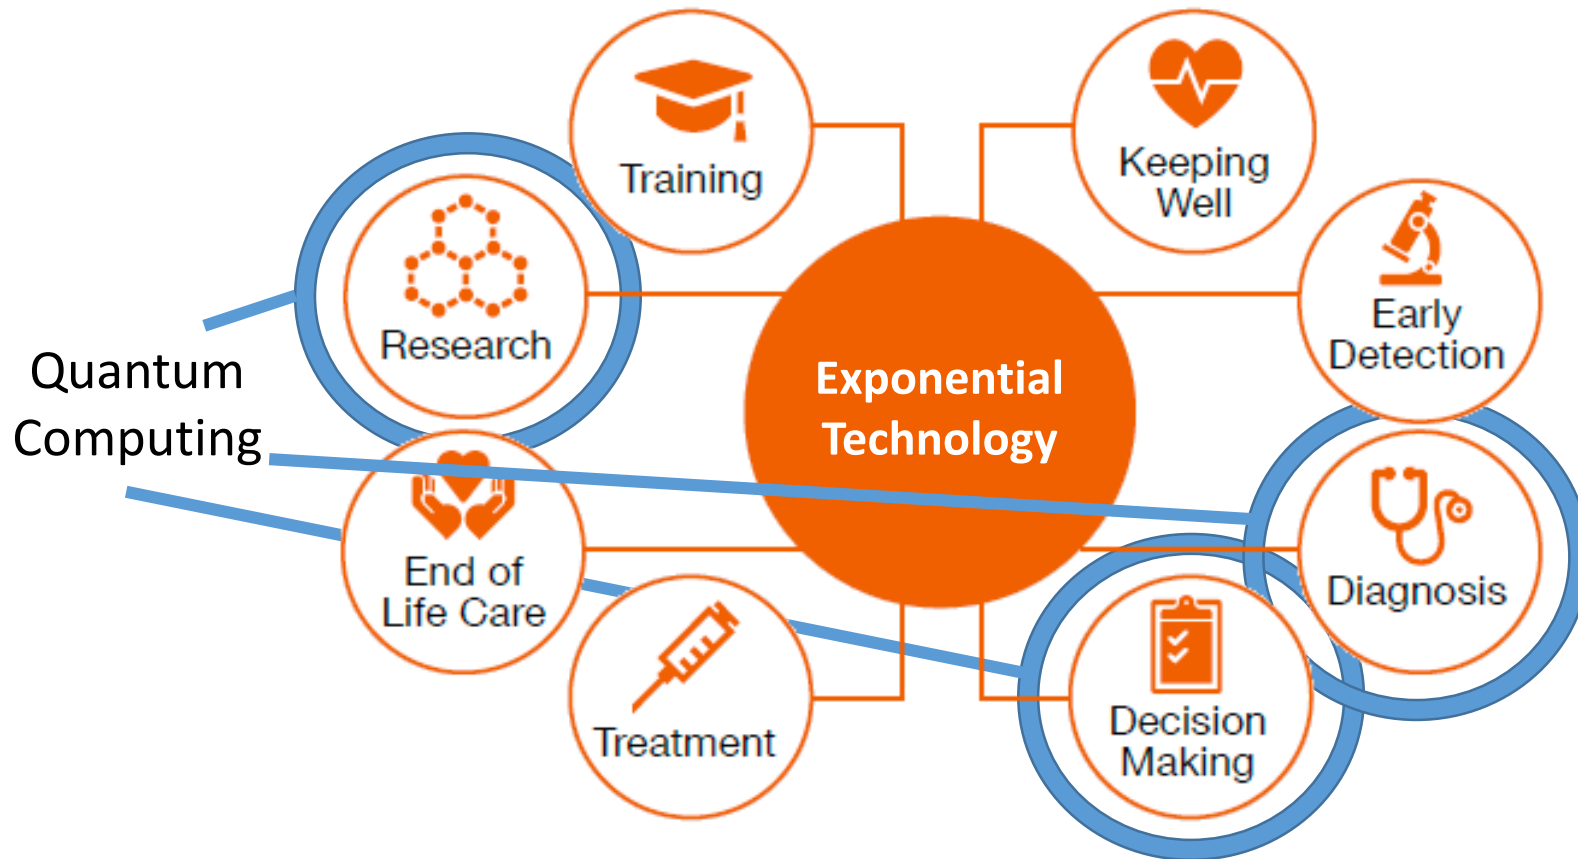 Training
Keeping
Well
Research
Early
Detection
Quantum
Computing
Exponential
Technology
End of
Life Care
Diagnosis
Treatment
Decision
Making